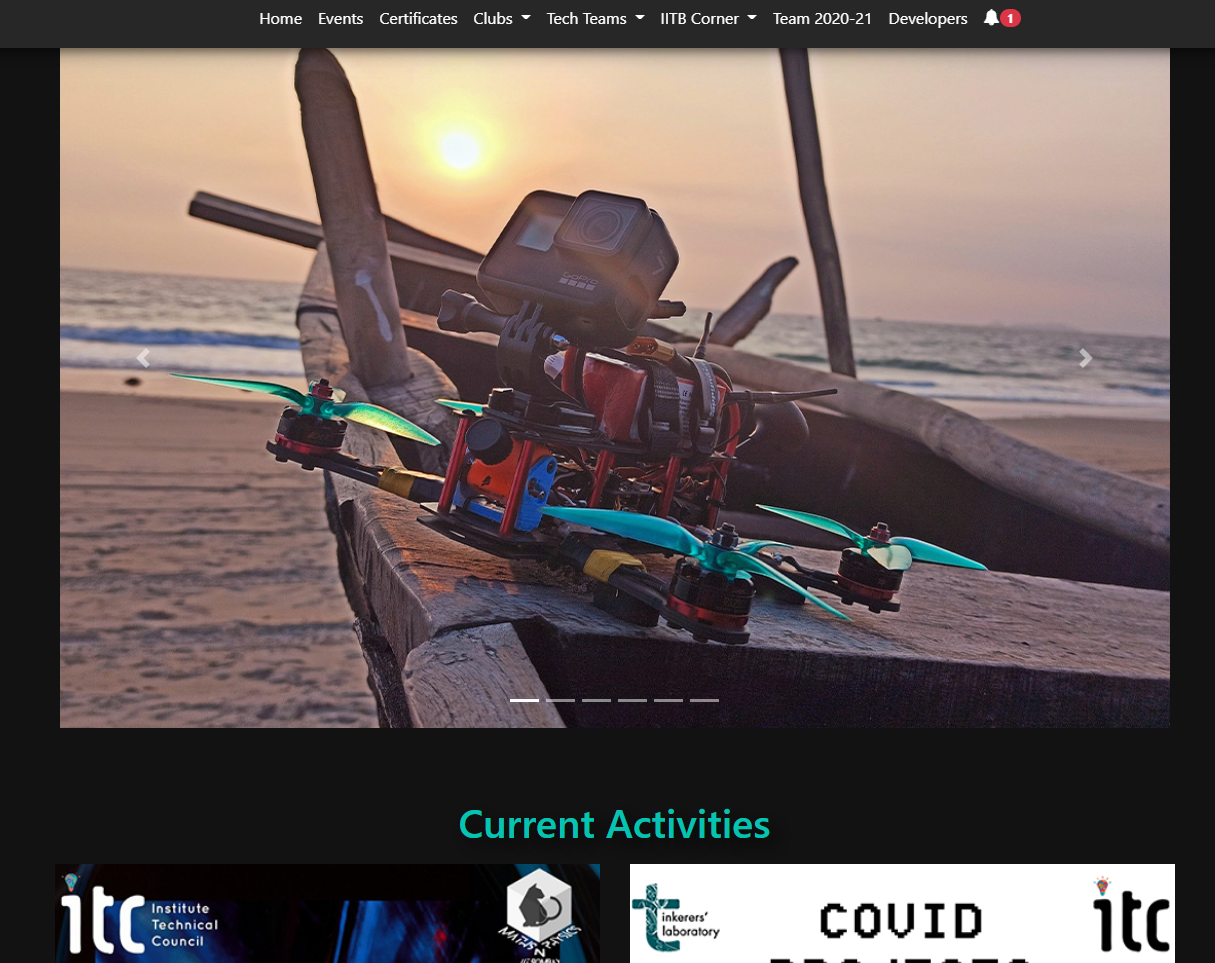 Home Events Certificates Clubs Tech Teams IITB Corner Team 2020-21 Developers 1
GoPro
Current Activities
itc Institute
Technical
Council
tinkerers'
laboratory
COVID
itc